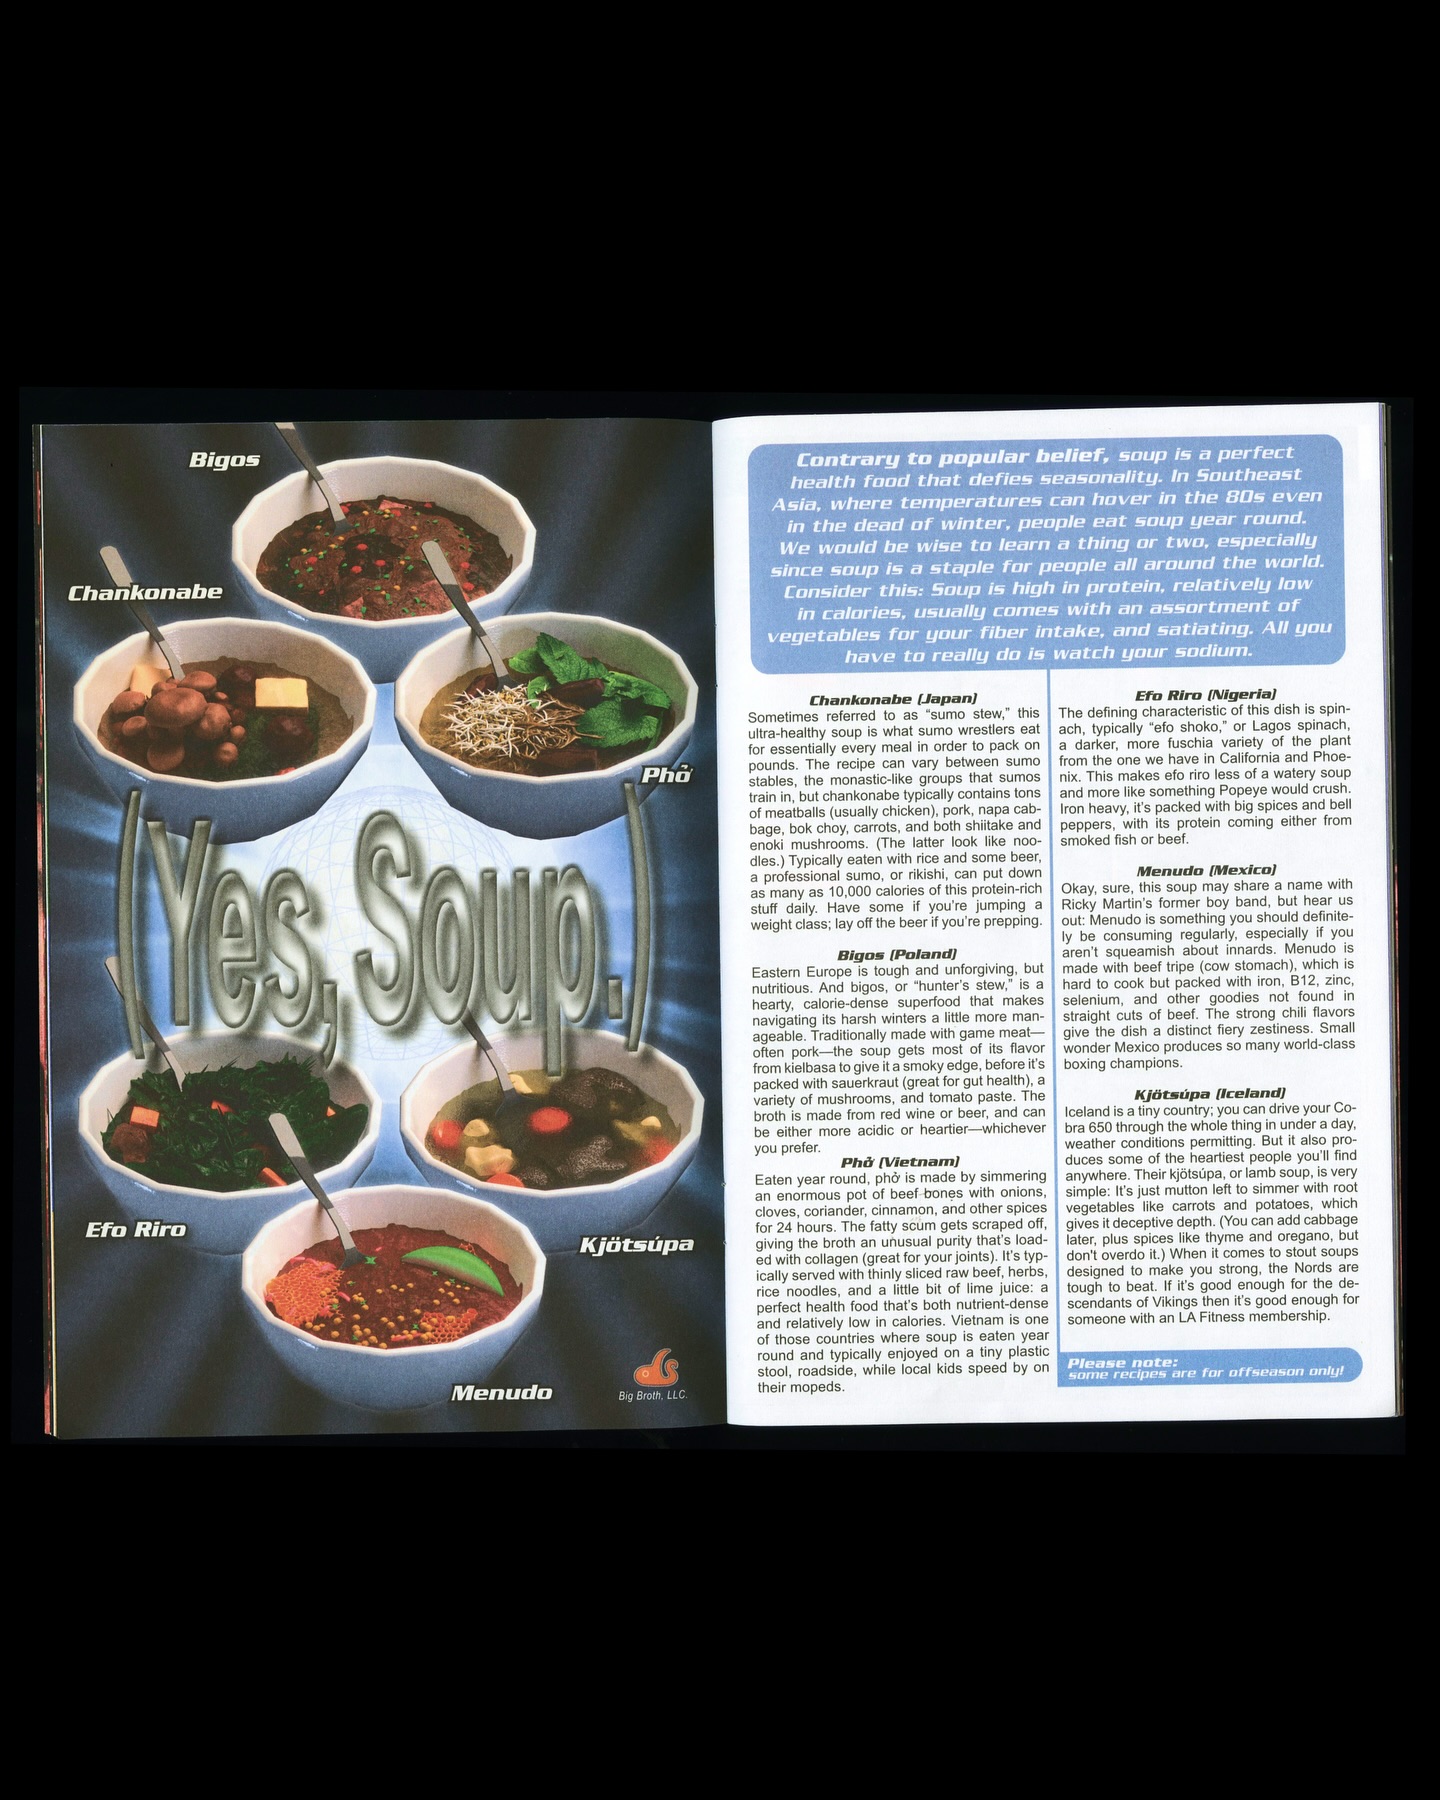 Bigos
Chankonabe
Phở
(Yes, Soup.)
Efo Riro
Kjötsúpa
Menudo
Big Broth, LLC.
Contrary to popular belief, soup is a perfect
health food that defies seasonality. In Southeast
Asia, where temperatures can hover in the 80s even
in the dead of winter, people eat soup year round.
We would be wise to learn a thing or two, especially
since soup is a staple for people all around the world.
Consider this: Soup is high in protein, relatively low
in calories, usually comes with an assortment of
vegetables for your fiber intake, and satiating. All you
have to really do is watch your sodium.
Chankonabe (Japan)
Sometimes referred to as “sumo stew,” this
ultra-healthy soup is what sumo wrestlers eat
for essentially every meal in order to pack on
pounds. The recipe can vary between sumo
stables, the monastic-like groups that sumos
train in, but chankonabe typically contains tons
of meatballs (usually chicken), pork, napa cab-
bage, bok choy, carrots, and both shiitake and
enoki mushrooms. (The latter look like noo-
dles.) Typically eaten with rice and some beer,
a professional sumo, or rikishi, can put down
as many as 10,000 calories of this protein-rich
stuff daily. Have some if you’re jumping a
weight class; lay off the beer if you’re prepping.
Bigos (Poland)
Eastern Europe is tough and unforgiving, but
nutritious. And bigos, or “hunter’s stew,” is a
hearty, calorie-dense superfood that makes
navigating its harsh winters a little more man-
ageable. Traditionally made with game meat—
often pork—the soup gets most of its flavor
from kielbasa to give it a smoky edge, before it’s
packed with sauerkraut (great for gut health), a
variety of mushrooms, and tomato paste. The
broth is made from red wine or beer, and can
be either more acidic or heartier—whichever
you prefer.
Phở (Vietnam)
Eaten year round, phở is made by simmering
an enormous pot of beef bones with onions,
cloves, coriander, cinnamon, and other spices
for 24 hours. The fatty scum gets scraped off,
giving the broth an unusual purity that’s load-
ed with collagen (great for your joints). It’s typ-
ically served with thinly sliced raw beef, herbs,
rice noodles, and a little bit of lime juice: a
perfect health food that’s both nutrient-dense
and relatively low in calories. Vietnam is one
of those countries where soup is eaten year
round and typically enjoyed on a tiny plastic
stool, roadside, while local kids speed by on
their mopeds.
Efo Riro (Nigeria)
The defining characteristic of this dish is spin-
ach, typically “efo shoko,” or Lagos spinach,
a darker, more fuschia variety of the plant
from the one we have in California and Phoe-
nix. This makes efo riro less of a watery soup
and more like something Popeye would crush.
Iron heavy, it’s packed with big spices and bell
peppers, with its protein coming either from
smoked fish or beef.
Menudo (Mexico)
Okay, sure, this soup may share a name with
Ricky Martin’s former boy band, but hear us
out: Menudo is something you should definite-
ly be consuming regularly, especially if you
aren’t squeamish about innards. Menudo is
made with beef tripe (cow stomach), which is
hard to cook but packed with iron, B12, zinc,
selenium, and other goodies not found in
straight cuts of beef. The strong chili flavors
give the dish a distinct fiery zestiness. Small
wonder Mexico produces so many world-class
boxing champions.
Kjötsúpa (Iceland)
Iceland is a tiny country; you can drive your Co-
bra 650 through the whole thing in under a day,
weather conditions permitting. But it also pro-
duces some of the heartiest people you’ll find
anywhere. Their kjötsúpa, or lamb soup, is very
simple: It’s just mutton left to simmer with root
vegetables like carrots and potatoes, which
gives it deceptive depth. (You can add cabbage
later, plus spices like thyme and oregano, but
don't overdo it.) When it comes to stout soups
designed to make you strong, the Nords are
tough to beat. If it’s good enough for the de-
scendants of Vikings then it’s good enough for
someone with an LA Fitness membership.
Please note:
some recipes are for offseason only!